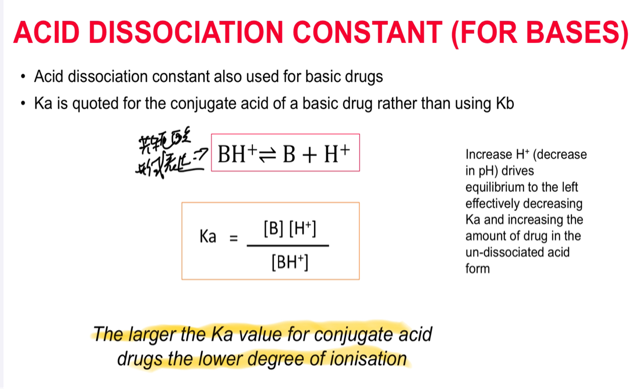 ACID DISSOCIATION CONSTANT (FOR BASES)
• Acid dissociation constant also used for basic drugs
• Ka is quoted for the conjugate acid of a basic drug rather than using Kb
共轭酸
的表达→
BH⁺⇌ B + H⁺
Increase H⁺ (decrease
in pH) drives
equilibrium to the left
effectively decreasing
Ka and increasing the
amount of drug in the
un-dissociated acid
form
Ka = [B] [H⁺]
[BH⁺]
The larger the Ka value for conjugate acid
drugs the lower degree of ionisation